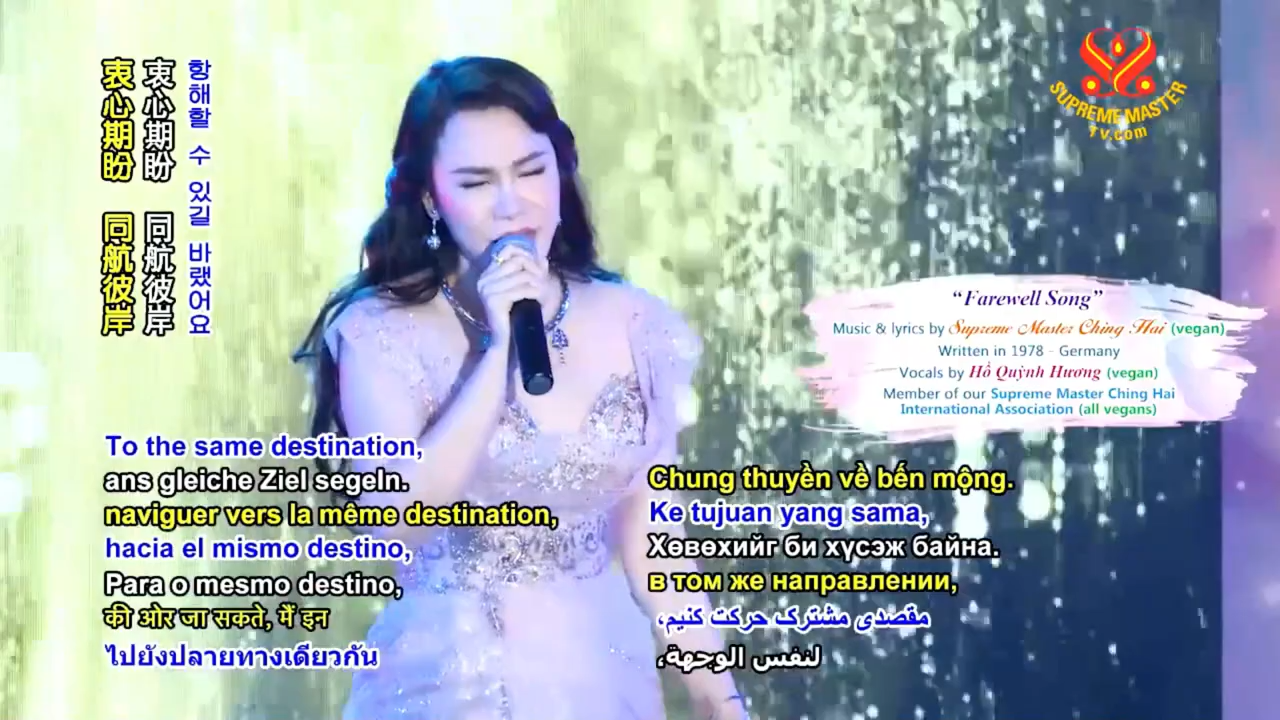 衷心期盼 同航彼岸
衷心期盼 同航彼岸
항해할 수 있길 바랬어요
SUPREME MASTER
TV.com
“Farewell Song”
Music & lyrics by Supreme Master Ching Hai (vegan)
Written in 1978 - Germany
Vocals by Hồ Quỳnh Hương (vegan)
Member of our Supreme Master Ching Hai
International Association (all vegans)
To the same destination,
ans gleiche Ziel segeln.
naviguer vers la même destination,
hacia el mismo destino,
Para o mesmo destino,
की ओर जा सकते, मैं इन
ไปยังปลายทางเดียวกัน
Chung thuyền về bến mộng.
Ke tujuan yang sama,
Хөвөхийг би хүсэж байна.
в том же направлении,
مقصدی مشترک حرکت کنیم،
لنفس الوجهة،